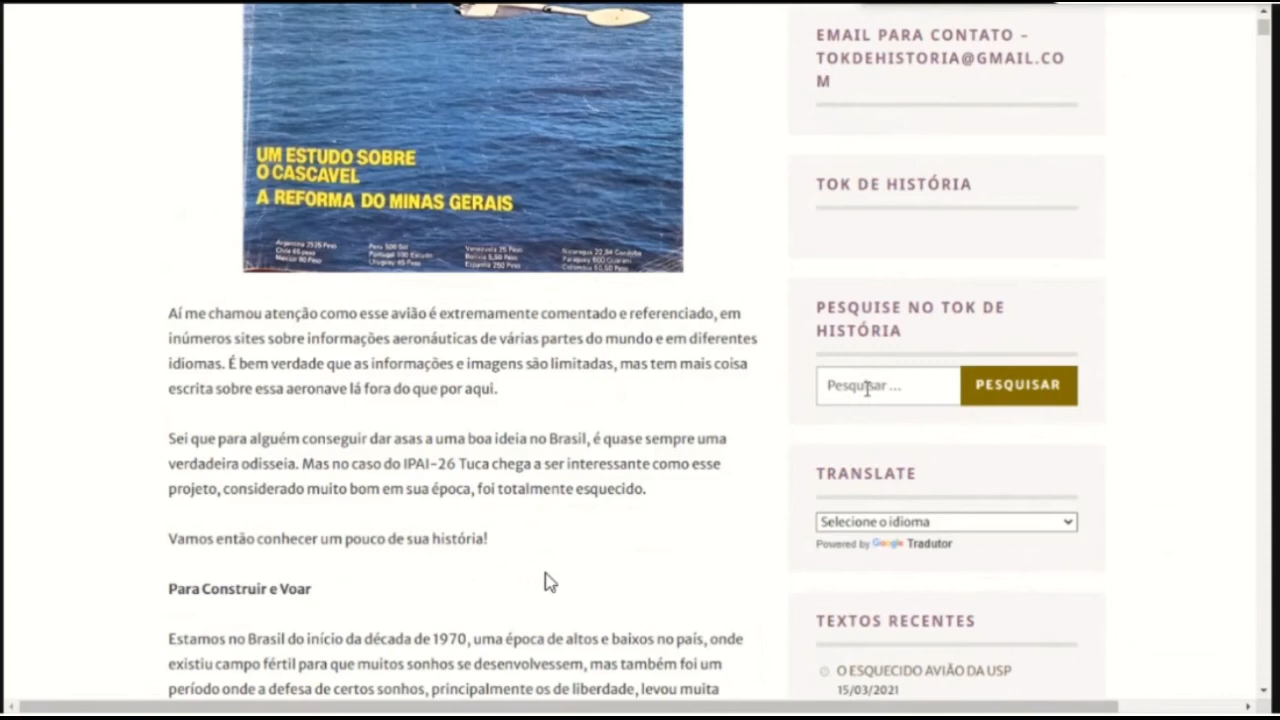 UM ESTUDO SOBRE
O CASCAVEL
A REFORMA DO MINAS GERAIS
Aí me chamou atenção como esse avião é extremamente comentado e referenciado, em
inúmeros sites sobre informações aeronáuticas de várias partes do mundo e em diferentes
idiomas. É bem verdade que as informações e imagens são limitadas, mas tem mais coisa
escrita sobre essa aeronave lá fora do que por aqui.
Sei que para alguém conseguir dar asas a uma boa ideia no Brasil, é quase sempre uma
verdadeira odisseia. Mas no caso do IPAI-26 Tuca chega a ser interessante como esse
projeto, considerado muito bom em sua época, foi totalmente esquecido.
Vamos então conhecer um pouco de sua história!
Para Construir e Voar
Estamos no Brasil do início da década de 1970, uma época de altos e baixos no país, onde
existiu campo fértil para que muitos sonhos se desenvolvessem, mas também foi um
período onde a defesa de certos sonhos, principalmente os de liberdade, levou muita
EMAIL PARA CONTATO –
TOKDEHISTORIA@GMAIL.CO
M
TOK DE HISTÓRIA
PESQUISE NO TOK DE
HISTÓRIA
Pesquisar ...
PESQUISAR
TRANSLATE
Selecione o idioma
Powered by Google Tradutor
TEXTOS RECENTES
O ESQUECIDO AVIÃO DA USP
15/03/2021